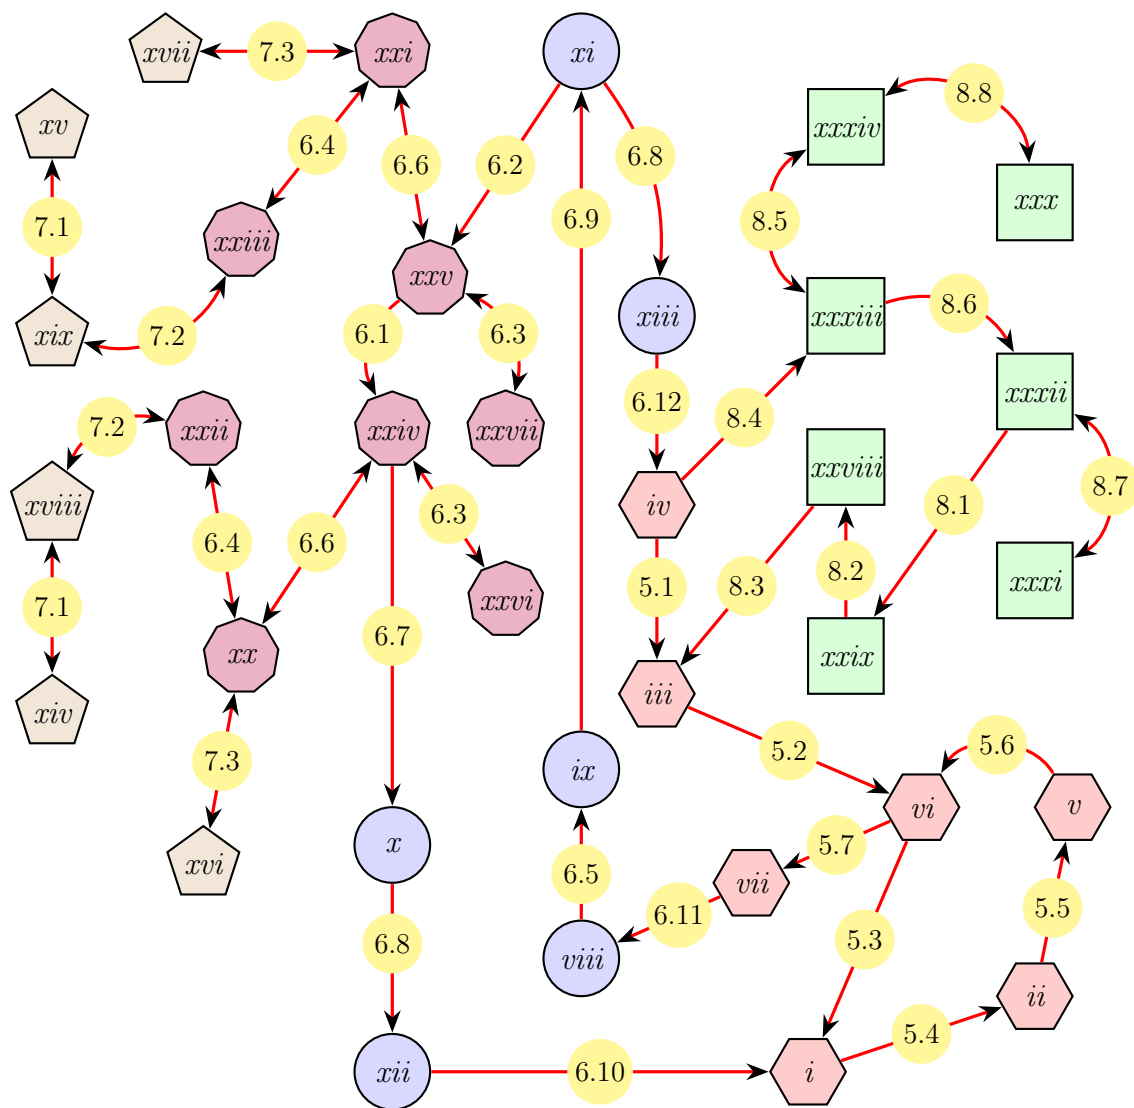 xvii
7.3
xxi
xi
xv
6.4
6.6
6.2
6.8
xxxiv
8.8
xxx
7.1
xxiii
6.9
8.5
xxv
xix
7.2
6.1
6.3
xiii
xxxiii
8.6
xxxii
6.12
8.4
7.2
xxii
xxiv
xxvii
xviii
6.3
iv
xxviii
8.1
8.7
6.4
6.6
7.1
xxvi
5.1
8.3
8.2
xxxi
xx
6.7
xxix
xiv
iii
7.3
ix
5.2
5.6
xvi
x
vi
v
5.7
6.5
vii
6.11
5.5
6.8
viii
5.3
ii
xii
6.10
i
5.4